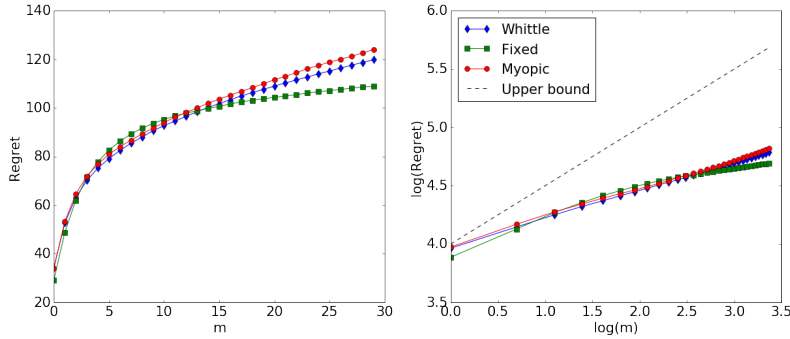 140
120
100
80
60
40
20
Regret
0 5 10 15 20 25 30
m
6.0
5.5
5.0
4.5
4.0
3.5
log(Regret)
Whittle
Fixed
Myopic
Upper bound
0.0 0.5 1.0 1.5 2.0 2.5 3.0 3.5
log(m)